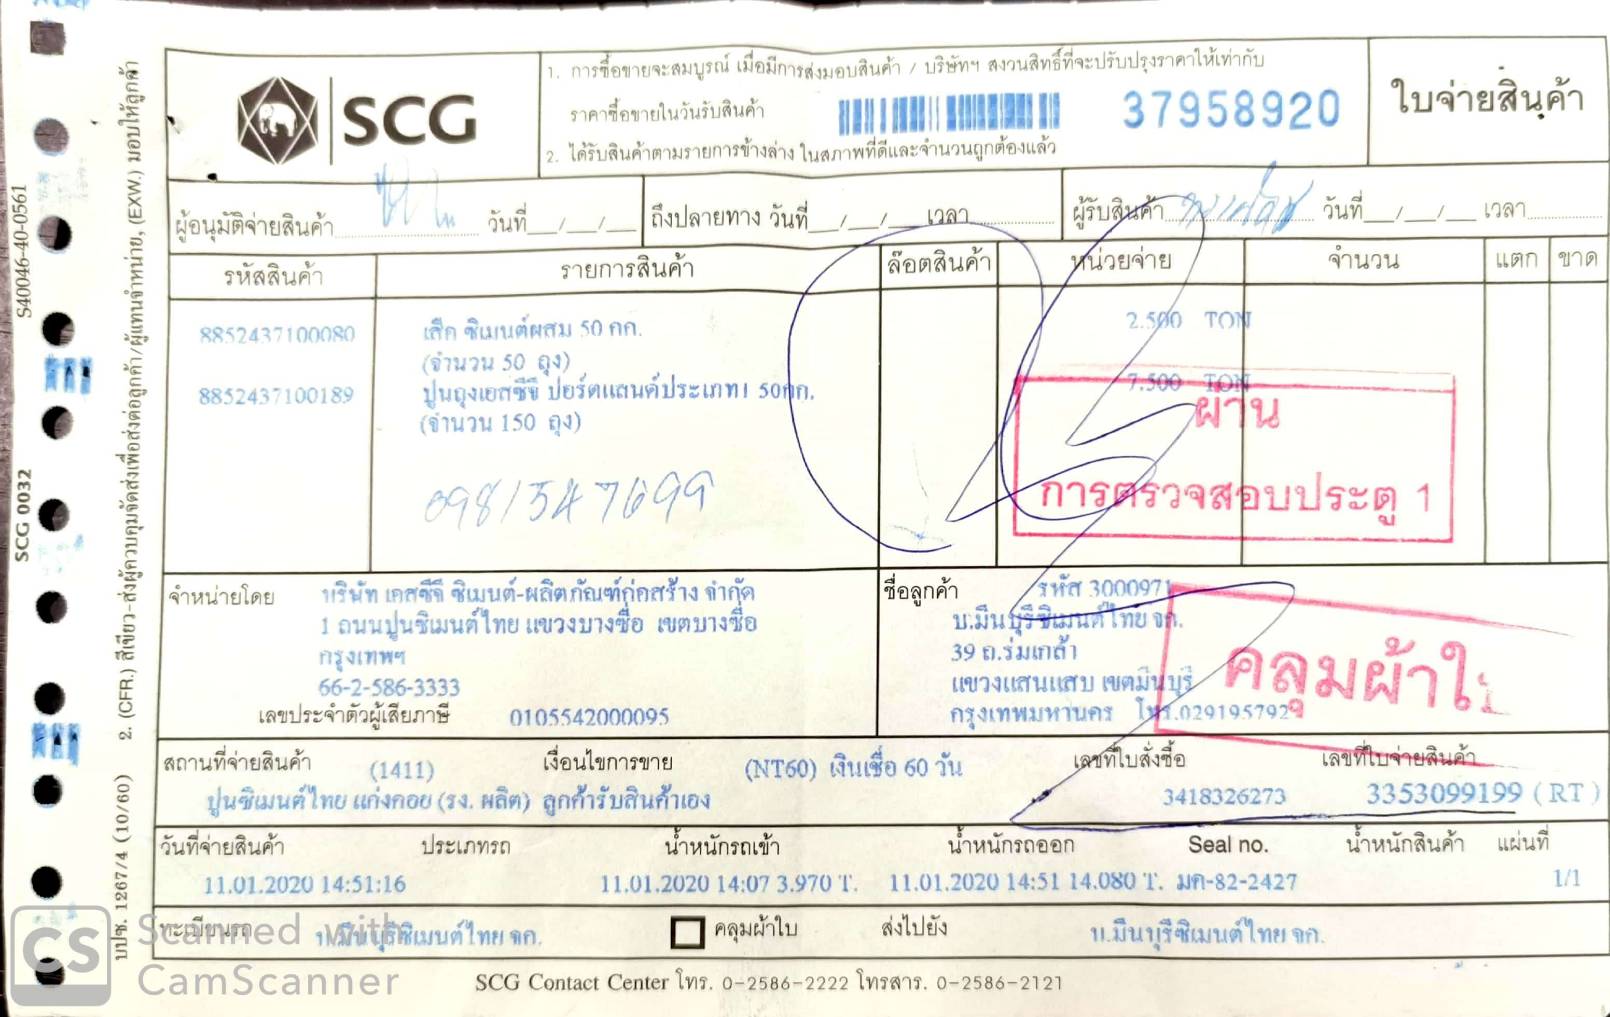 SCG
1. การซื้อขายจะสมบูรณ์ เมื่อมีการส่งมอบสินค้า / บริษัทฯ สงวนสิทธิ์ที่จะปรับปรุงราคาให้เท่ากับ
ราคาซื้อขายในวันรับสินค้า
37958920
2. ได้รับสินค้าตามรายการข้างล่าง ในสภาพที่ดีและจำนวนถูกต้องแล้ว
ใบจ่ายสินค้า
ผู้อนุมัติจ่ายสินค้า วันที่__/__/__ ถึงปลายทาง วันที่__/__/__ เวลา ผู้รับสินค้า วันที่__/__/__ เวลา
รหัสสินค้า รายการสินค้า ล๊อตสินค้า หน่วยจ่าย จำนวน แตก ขาด
8852437100080 เสือ ซิเมนต์ผสม 50 กก. 2.500 TON
(จำนวน 50 ถุง)
8852437100189 ปูนถุงเอสซีจี ปอร์ตแลนด์ประเภท1 50กก. 7.500 TON
(จำนวน 150 ถุง)
ผ่าน
การตรวจสอบประตู 1
0981547699
จำหน่ายโดย บริษัท เอสซีจี ซิเมนต์-ผลิตภัณฑ์ก่อสร้าง จำกัด
1 ถนนปูนซิเมนต์ไทย แขวงบางซื่อ เขตบางซื่อ
กรุงเทพฯ
66-2-586-3333
เลขประจำตัวผู้เสียภาษี 0105542000095
ชื่อลูกค้า รหัส 3000971
บ.มีนบุรีซิเมนต์ไทย จก.
39 ถ.ร่มเกล้า
แขวงแสนแสบ เขตมีนบุรี
กรุงเทพมหานคร โทร.029195792
คลุมผ้าใบ
สถานที่จ่ายสินค้า (1411) เงื่อนไขการขาย (NT60) เงินเชื่อ 60 วัน เลขที่ใบสั่งซื้อ เลขที่ใบจ่ายสินค้า
ปูนซิเมนต์ไทย แก่งคอย (รง. ผลิต) ลูกค้ารับสินค้าเอง 3418326273 3353099199 (RT)
วันที่จ่ายสินค้า ประเภทรถ น้ำหนักรถเข้า น้ำหนักรถออก Seal no. น้ำหนักสินค้า แผ่นที่
11.01.2020 14:51:16 11.01.2020 14:07 3.970 T. 11.01.2020 14:51 14.080 T. มค-82-2427 1/1
ทะเบียนรถ บ.มีนบุรีซิเมนต์ไทย จก. คลุมผ้าใบ ส่งไปยัง บ.มีนบุรีซิเมนต์ไทย จก.
SCG Contact Center โทร. 0-2586-2222 โทรสาร. 0-2586-2121
S40046-40-0561
SCG 0032
บปซ. 1267/4 (10/60) 2. (CFR.) สีเขียว-ส่งผู้ควบคุมจัดส่งเพื่อส่งต่อลูกค้า/ผู้แทนจำหน่าย, (EXW.) มอบให้ลูกค้า
CS Scanned with
CamScanner